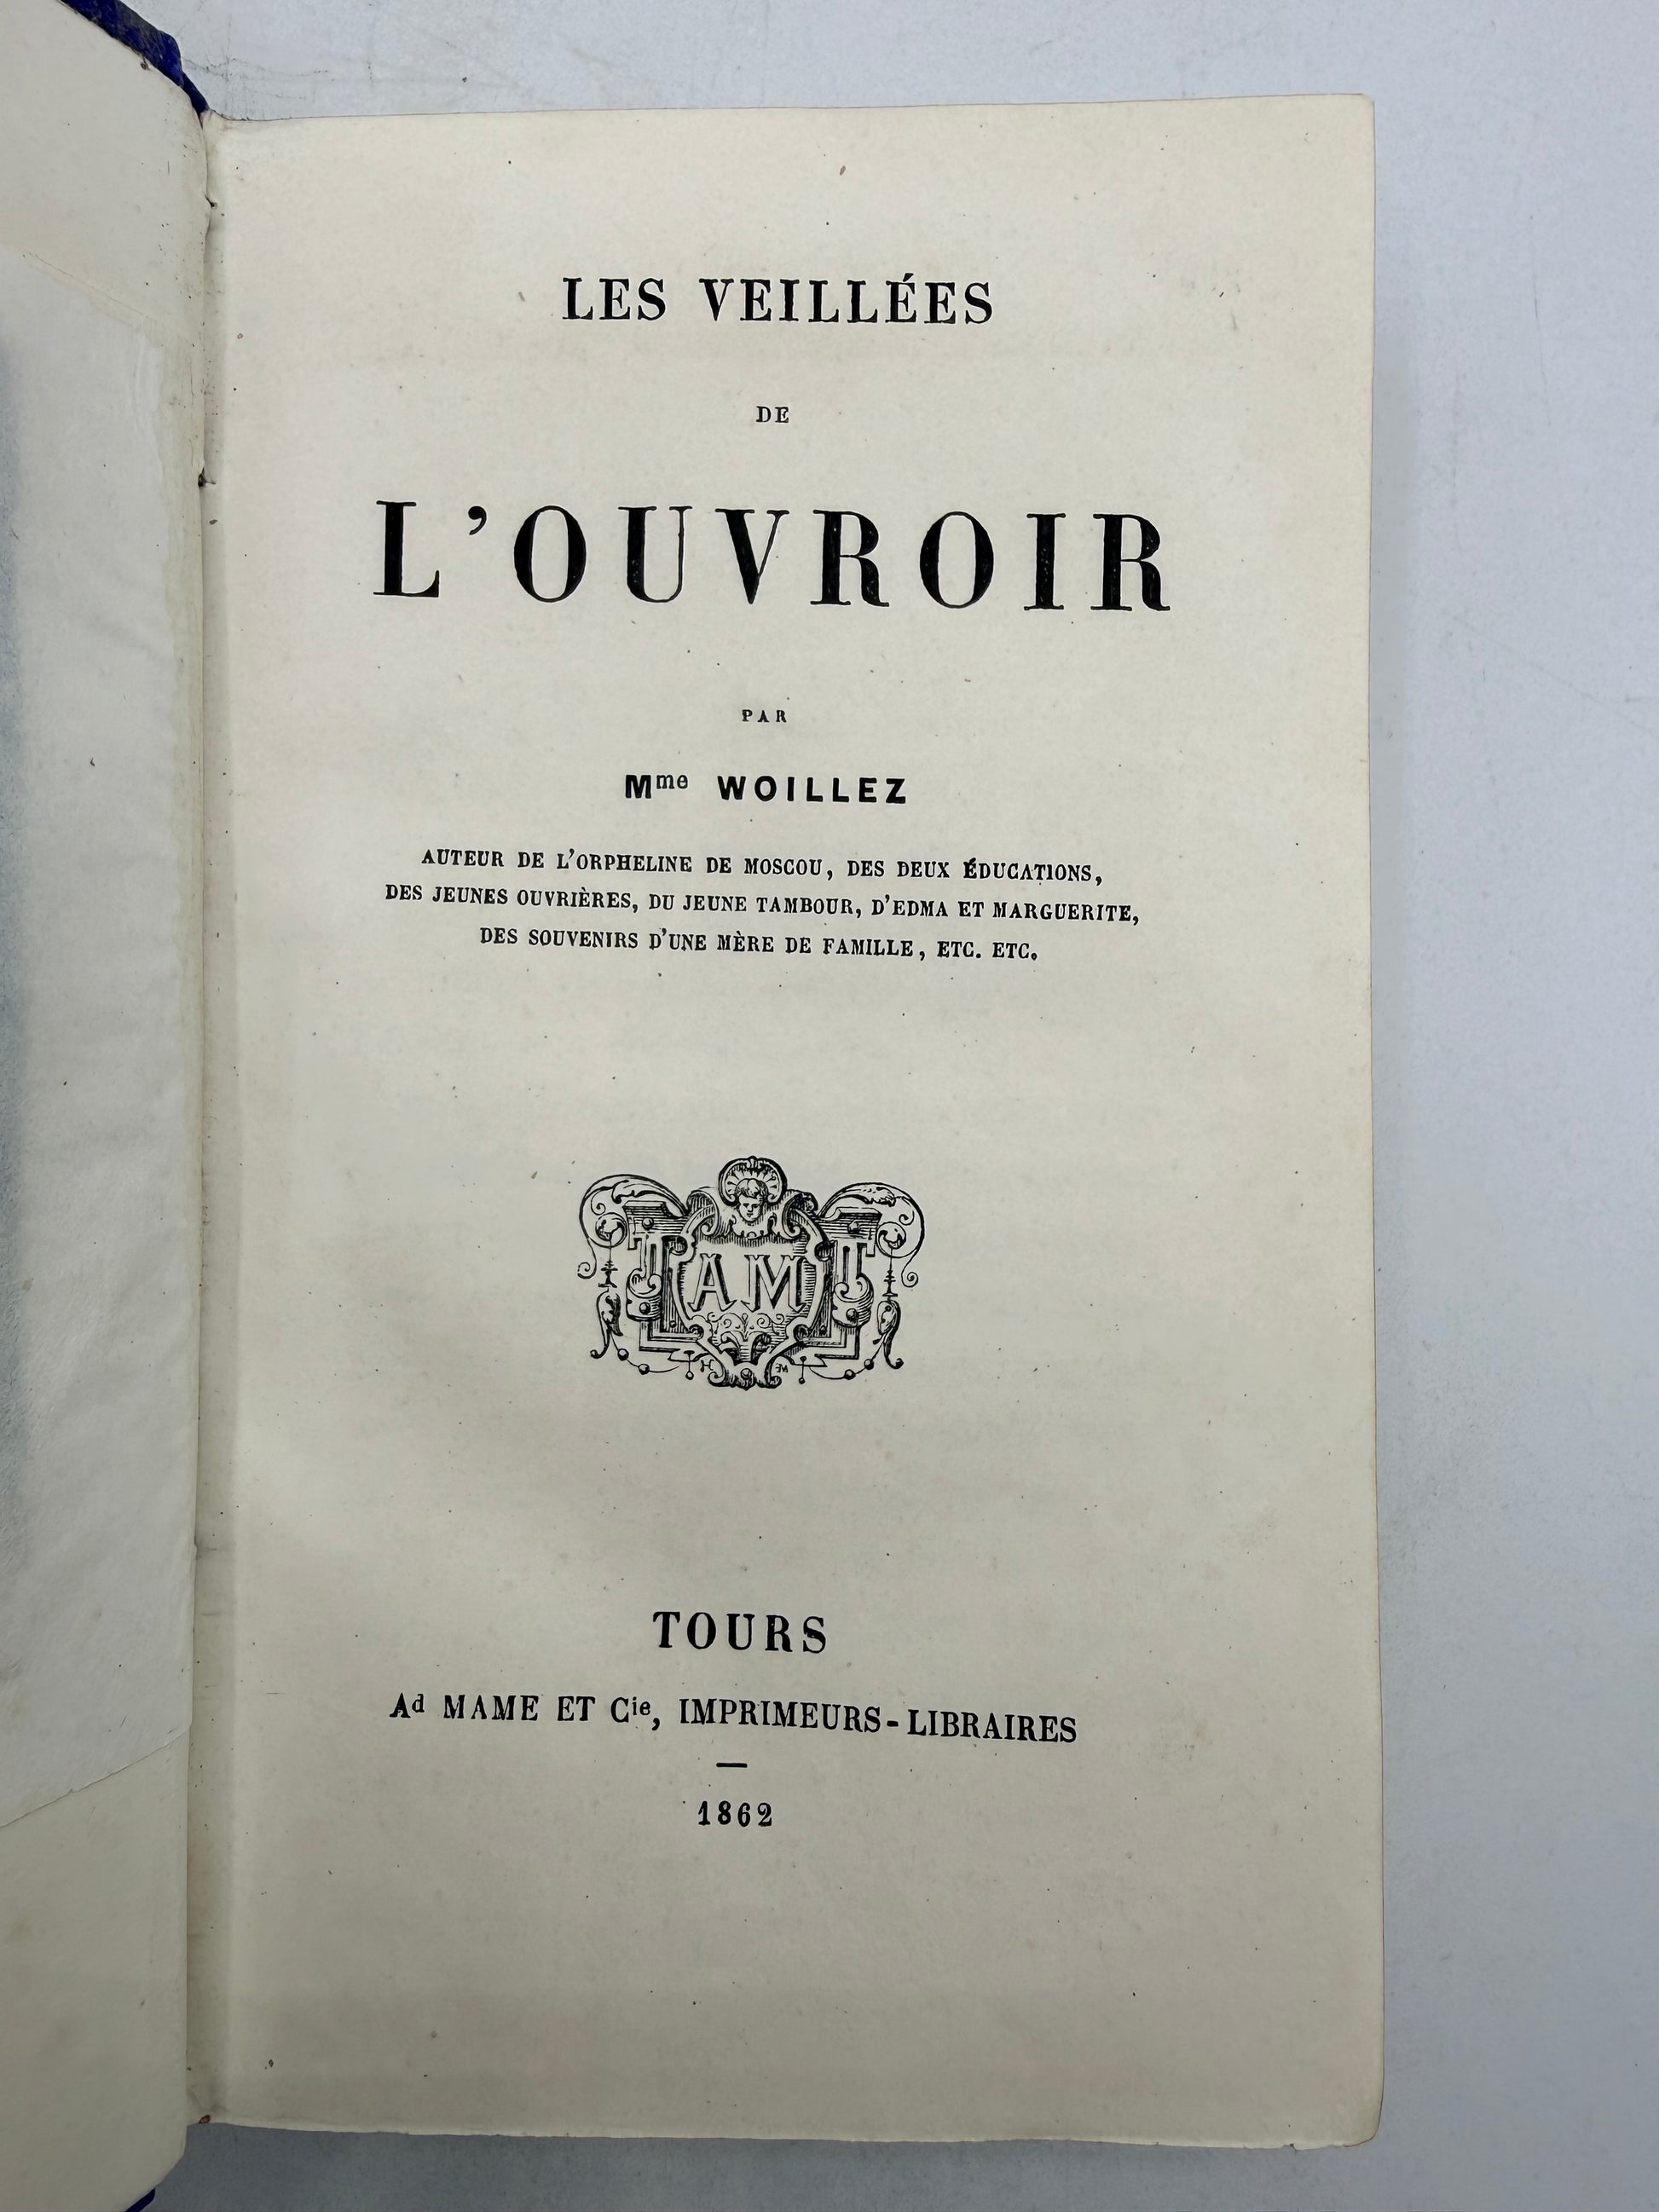 LES VEILLÉES
DE
L'OUVROIR
PAR
Mme WOILLEZ
AUTEUR DE L'ORPHELINE DE MOSCOU, DES DEUX ÉDUCATIONS,
DES JEUNES OUVRIÈRES, DU JEUNE TAMBOUR, D'EDMA ET MARGUERITE,
DES SOUVENIRS D'UNE MÈRE DE FAMILLE, ETC. ETC.
AM
TOURS
Ad MAME ET Cie, IMPRIMEURS-LIBRAIRES
1862